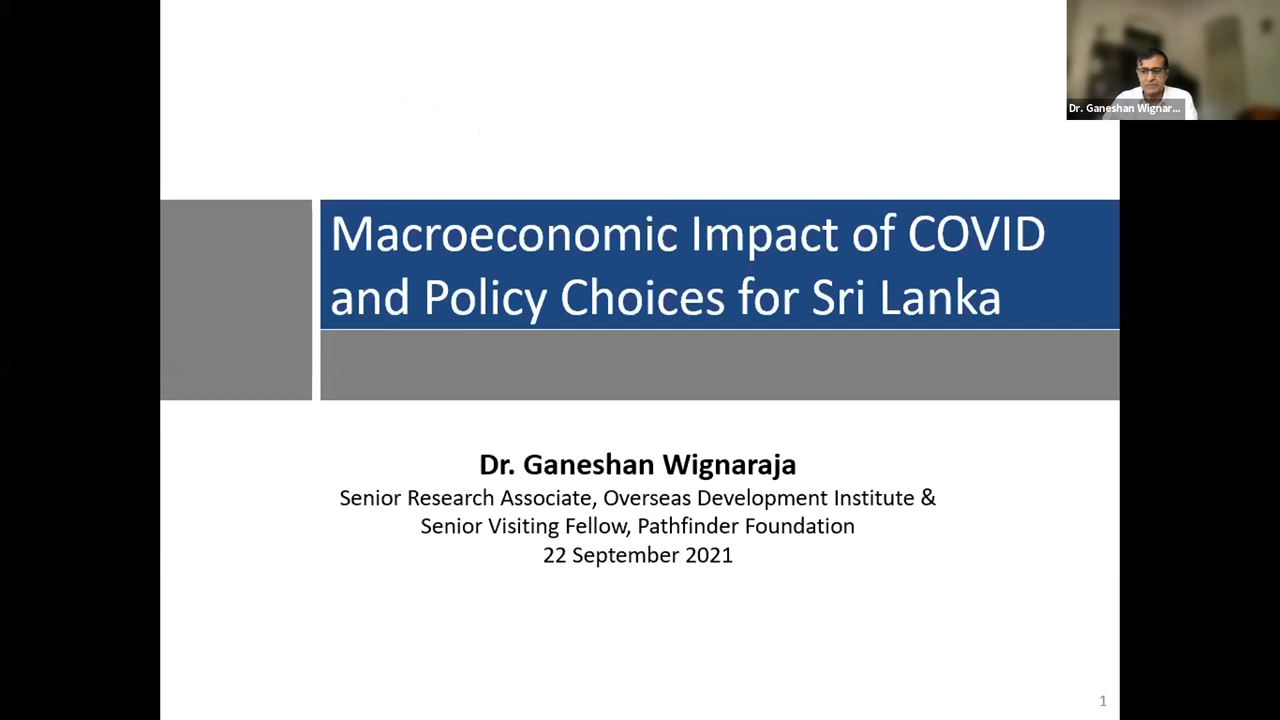 Dr. Ganeshan Wignar...
Macroeconomic Impact of COVID
and Policy Choices for Sri Lanka
Dr. Ganeshan Wignaraja
Senior Research Associate, Overseas Development Institute &
Senior Visiting Fellow, Pathfinder Foundation
22 September 2021
1